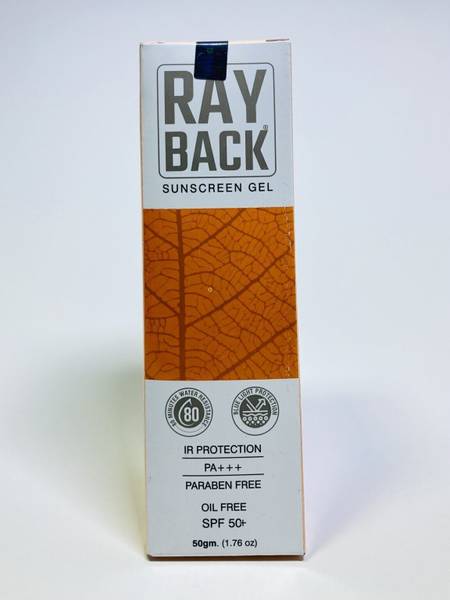 RAY
BACK®
SUNSCREEN GEL
80 MINUTES WATER RESISTANCE
80
BLUE LIGHT PROTECTION
IR PROTECTION
PA+++
PARABEN FREE
OIL FREE
SPF 50+
50gm. (1.76 oz)